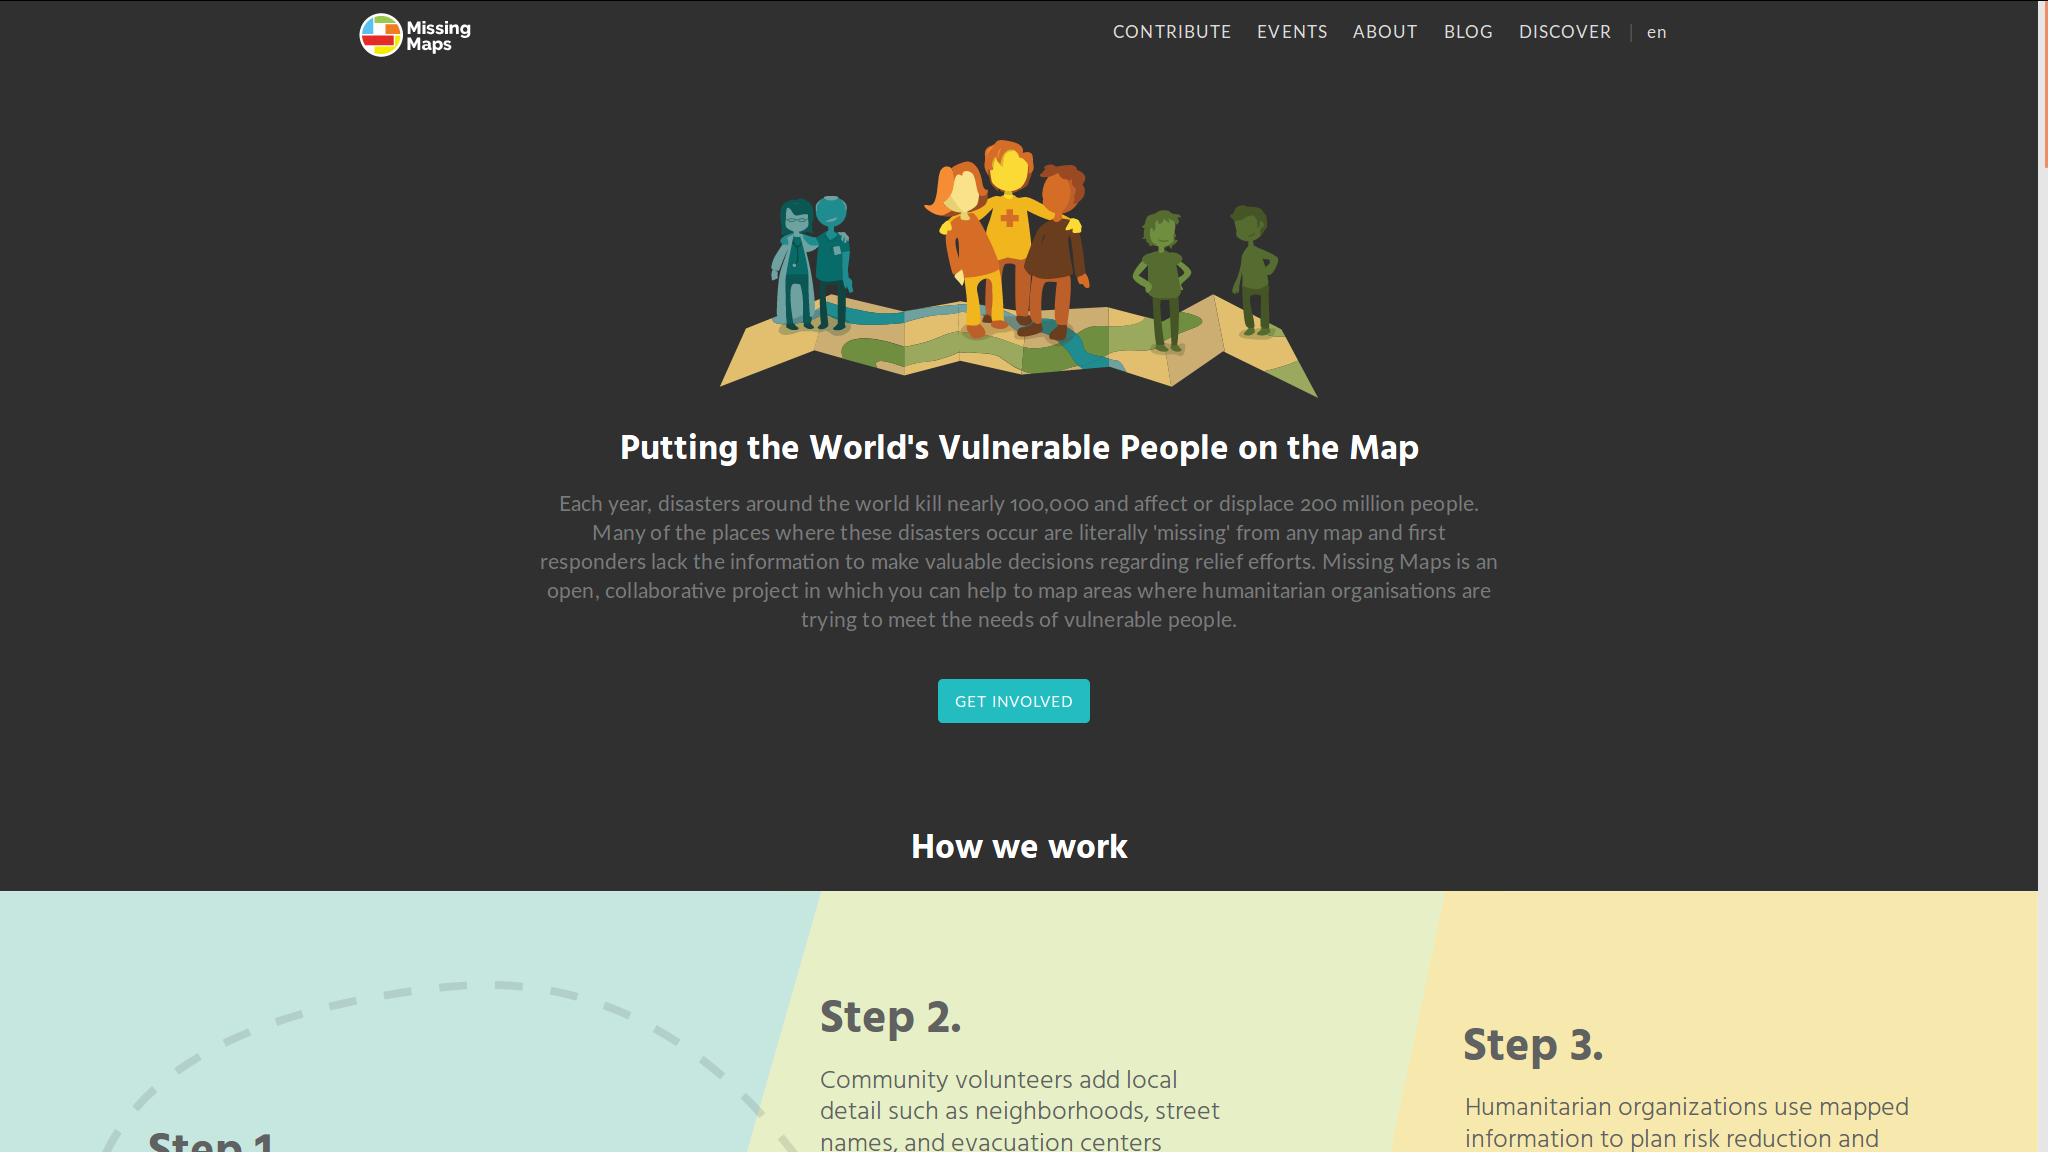 Missing
Maps
CONTRIBUTE EVENTS ABOUT BLOG DISCOVER | en
Putting the World's Vulnerable People on the Map
Each year, disasters around the world kill nearly 100,000 and affect or displace 200 million people.
Many of the places where these disasters occur are literally 'missing' from any map and first
responders lack the information to make valuable decisions regarding relief efforts. Missing Maps is an
open, collaborative project in which you can help to map areas where humanitarian organisations are
trying to meet the needs of vulnerable people.
GET INVOLVED
How we work
Step 1.
Step 2.
Community volunteers add local
detail such as neighborhoods, street
names, and evacuation centers
Step 3.
Humanitarian organizations use mapped
information to plan risk reduction and